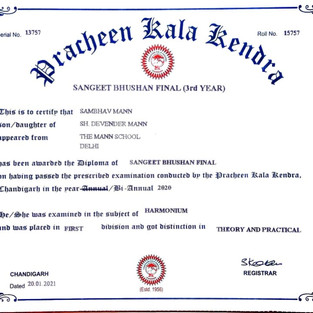 Pracheen Kala Kendra
erial No. 13757
Roll No. 15757
SANGEET BHUSHAN FINAL (3rd YEAR)
This is to certify that SAMBHAV MANN
son/daughter of SH. DEVENDER MANN
appeared from THE MANN SCHOOL
DELHI
has been awarded the Diploma of SANGEET BHUSHAN FINAL
on having passed the prescribed examination conducted by the Pracheen Kala Kendra,
Chandigarh in the year Annual/Bi-Annual 2020
He/She was examined in the subject of HARMONIUM
and was placed in FIRST division and got distinction in THEORY AND PRACTICAL
CHANDIGARH
Dated 20.01.2021
(Estd. 1956)
REGISTRAR